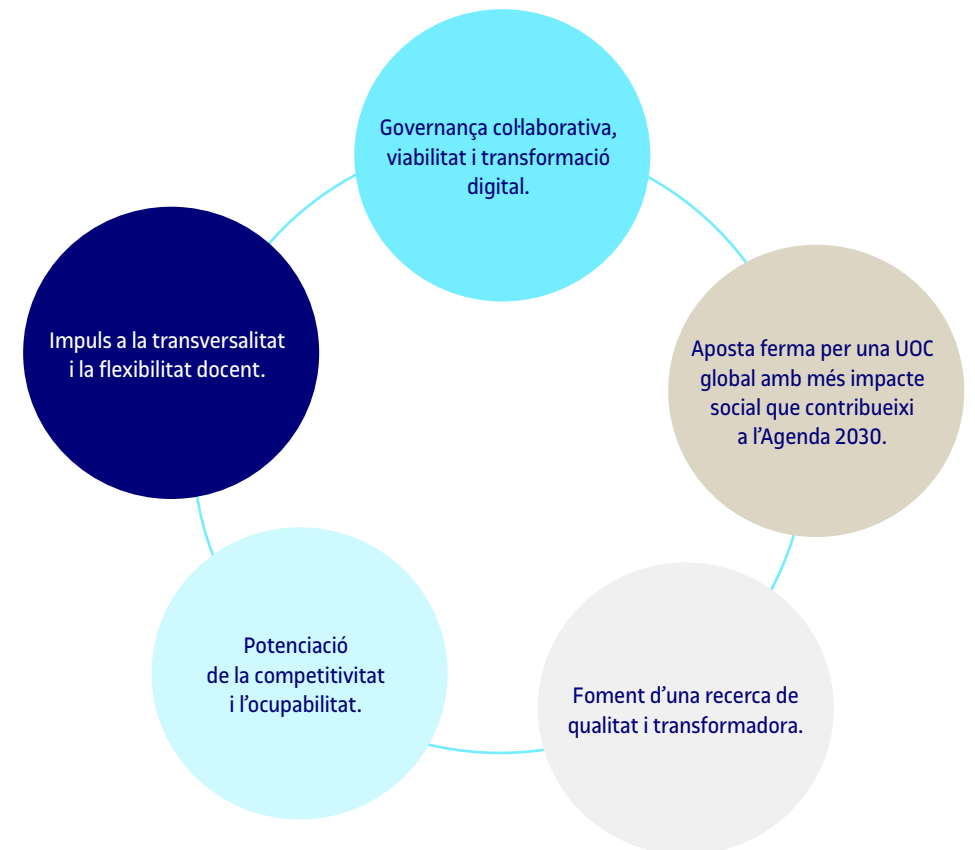 Governança col·laborativa,
viabilitat i transformació
digital.
Aposta ferma per una UOC
global amb més impacte
social que contribueixi
a l’Agenda 2030.
Foment d’una recerca de
qualitat i transformadora.
Potenciació
de la competitivitat
i l’ocupabilitat.
Impuls a la transversalitat
i la flexibilitat docent.